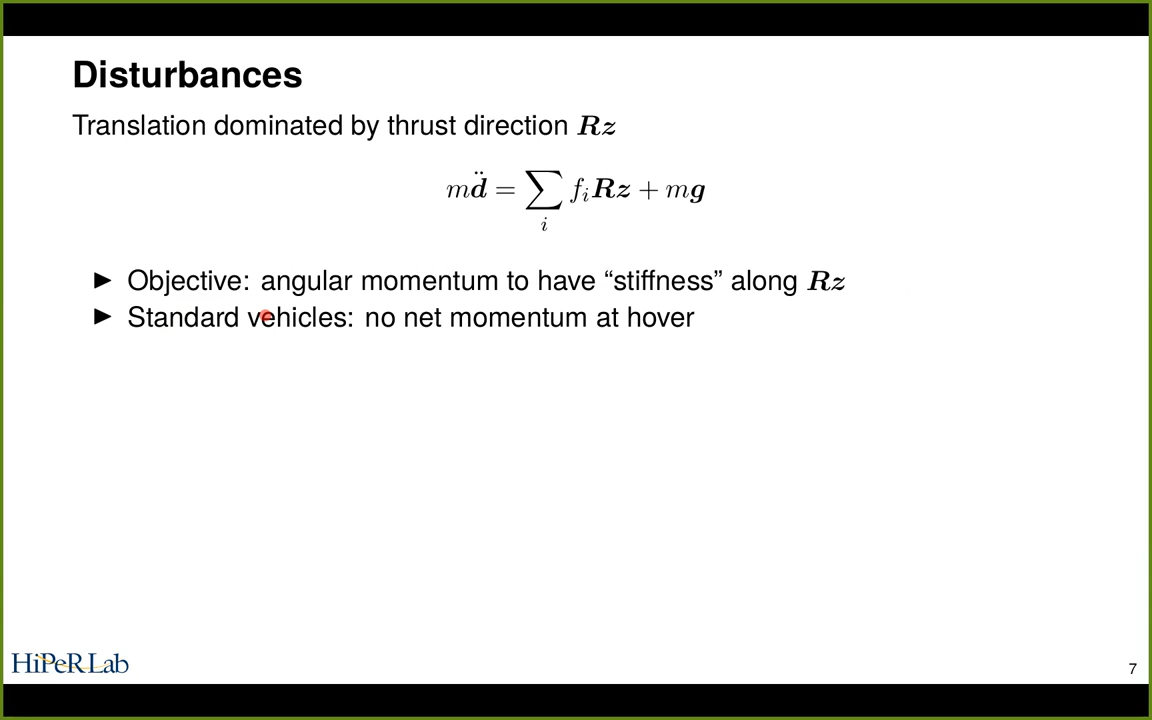 Disturbances
Translation dominated by thrust direction Rz
md̈ = ∑ᵢ fᵢRz + mg
▶ Objective: angular momentum to have “stiffness” along Rz
▶ Standard vehicles: no net momentum at hover
HiPeRLab
7